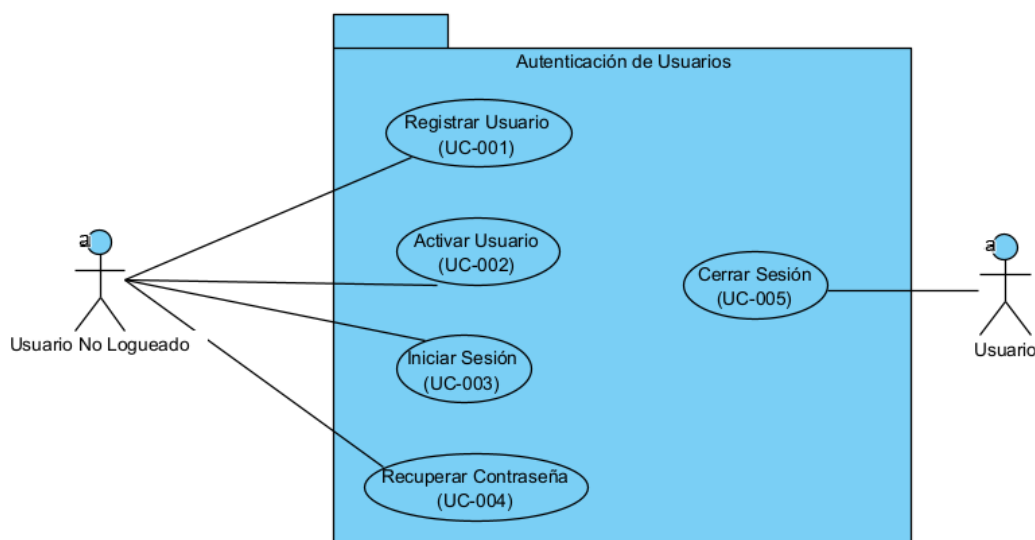 Autenticación de Usuarios
Registrar Usuario
(UC-001)
Activar Usuario
(UC-002)
Cerrar Sesión
(UC-005)
a
Usuario No Logueado
a
Usuario
Iniciar Sesión
(UC-003)
Recuperar Contraseña
(UC-004)